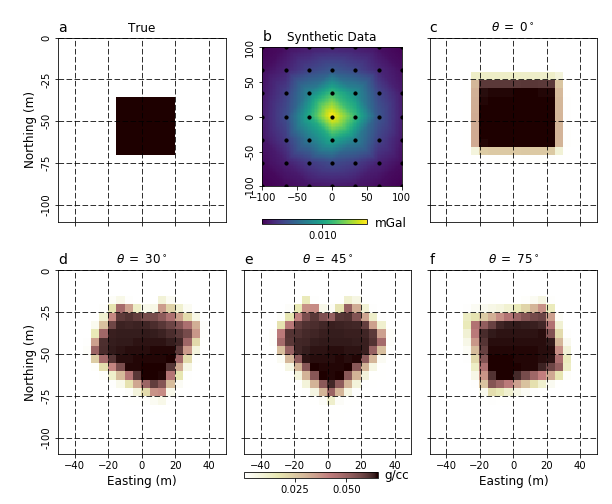 a True
b Synthetic Data
c θ = 0°
0
-25
-50
-75
-100
Northing (m)
100
50
0
-50
-100
-100 -50 0 50 100
0.010
mGal
d θ = 30°
e θ = 45°
f θ = 75°
0
-25
-50
-75
-100
Northing (m)
-40 -20 0 20 40
-40 -20 0 20 40
-40 -20 0 20 40
Easting (m)
0.025 0.050
g/cc
Easting (m)